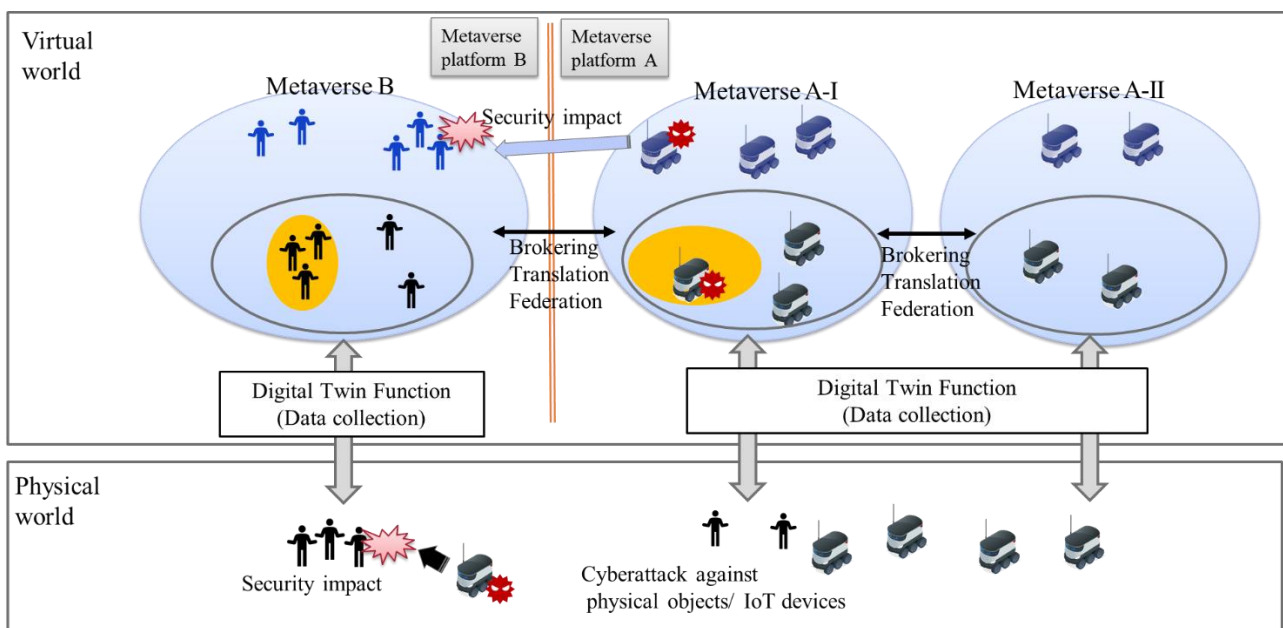 Virtual
world
Metaverse
platform B
Metaverse
platform A
Metaverse B
Metaverse A-I
Metaverse A-II
Security impact
Brokering
Translation
Federation
Brokering
Translation
Federation
Digital Twin Function
(Data collection)
Digital Twin Function
(Data collection)
Physical
world
Security impact
Cyberattack against
physical objects/ IoT devices